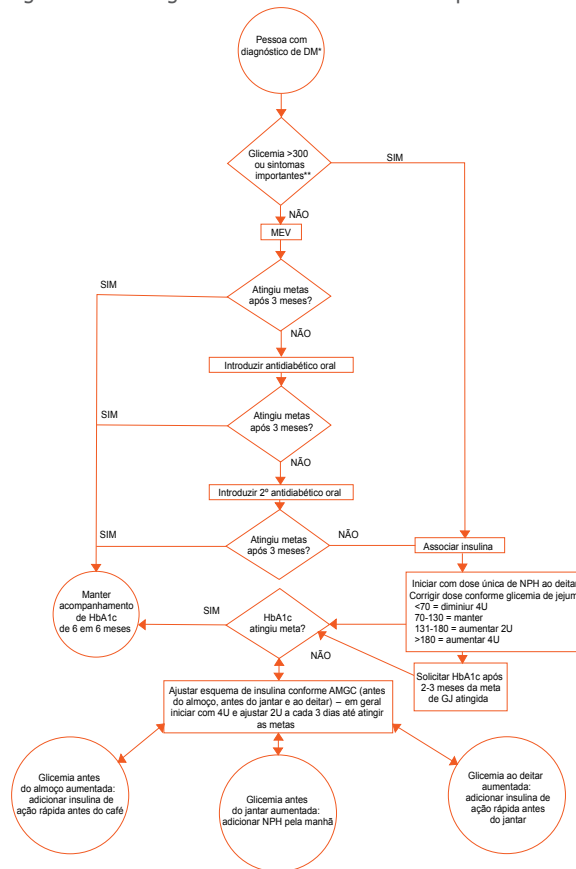 Pessoa com
diagnóstico de DM*
Glicemia >300
ou sintomas
importantes**
SIM
NÃO
MEV
SIM
Atingiu metas
após 3 meses?
NÃO
Introduzir antidiabético oral
SIM
Atingiu metas
após 3 meses?
NÃO
Introduzir 2º antidiabético oral
SIM
Atingiu metas
após 3 meses?
NÃO
Associar insulina
Iniciar com dose única de NPH ao deitar
Corrigir dose conforme glicemia de jejum
<70 = diminiur 4U
70-130 = manter
131-180 = aumentar 2U
>180 = aumentar 4U
Manter
acompanhamento
de HbA1c
de 6 em 6 meses
SIM
HbA1c
atingiu meta?
NÃO
Solicitar HbA1c após
2-3 meses da meta
de GJ atingida
Ajustar esquema de insulina conforme AMGC (antes
do almoço, antes do jantar e ao deitar) – em geral
iniciar com 4U e ajustar 2U a cada 3 dias até atingir
as metas
Glicemia antes
do almoço aumentada:
adicionar insulina de
ação rápida antes do café
Glicemia antes
do jantar aumentada:
adicionar NPH pela manhã
Glicemia ao deitar
aumentada:
adicionar insulina de
ação rápida antes
do jantar